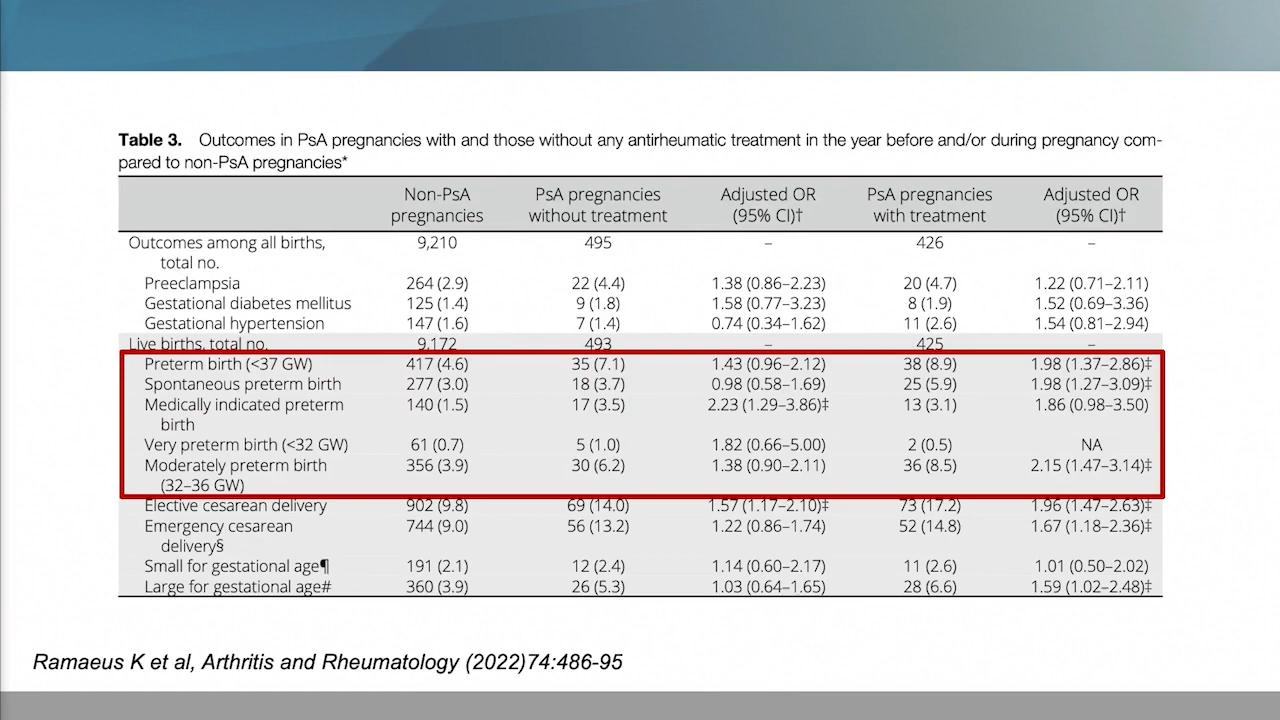 Table 3. Outcomes in PsA pregnancies with and those without any antirheumatic treatment in the year before and/or during pregnancy com-
pared to non-PsA pregnancies*
Non-PsA pregnancies PsA pregnancies without treatment Adjusted OR (95% CI)† PsA pregnancies with treatment Adjusted OR (95% CI)†
Outcomes among all births, total no. 9,210 495 – 426 –
Preeclampsia 264 (2.9) 22 (4.4) 1.38 (0.86–2.23) 20 (4.7) 1.22 (0.71–2.11)
Gestational diabetes mellitus 125 (1.4) 9 (1.8) 1.58 (0.77–3.23) 8 (1.9) 1.52 (0.69–3.36)
Gestational hypertension 147 (1.6) 7 (1.4) 0.74 (0.34–1.62) 11 (2.6) 1.54 (0.81–2.94)
Live births, total no. 9,172 493 – 425 –
Preterm birth (<37 GW) 417 (4.6) 35 (7.1) 1.43 (0.96–2.12) 38 (8.9) 1.98 (1.37–2.86)‡
Spontaneous preterm birth 277 (3.0) 18 (3.7) 0.98 (0.58–1.69) 25 (5.9) 1.98 (1.27–3.09)‡
Medically indicated preterm birth 140 (1.5) 17 (3.5) 2.23 (1.29–3.86)‡ 13 (3.1) 1.86 (0.98–3.50)
Very preterm birth (<32 GW) 61 (0.7) 5 (1.0) 1.82 (0.66–5.00) 2 (0.5) NA
Moderately preterm birth (32–36 GW) 356 (3.9) 30 (6.2) 1.38 (0.90–2.11) 36 (8.5) 2.15 (1.47–3.14)‡
Elective cesarean delivery 902 (9.8) 69 (14.0) 1.57 (1.17–2.10)‡ 73 (17.2) 1.96 (1.47–2.63)‡
Emergency cesarean delivery§ 744 (9.0) 56 (13.2) 1.22 (0.86–1.74) 52 (14.8) 1.67 (1.18–2.36)‡
Small for gestational age¶ 191 (2.1) 12 (2.4) 1.14 (0.60–2.17) 11 (2.6) 1.01 (0.50–2.02)
Large for gestational age# 360 (3.9) 26 (5.3) 1.03 (0.64–1.65) 28 (6.6) 1.59 (1.02–2.48)‡
Ramaeus K et al, Arthritis and Rheumatology (2022)74:486-95